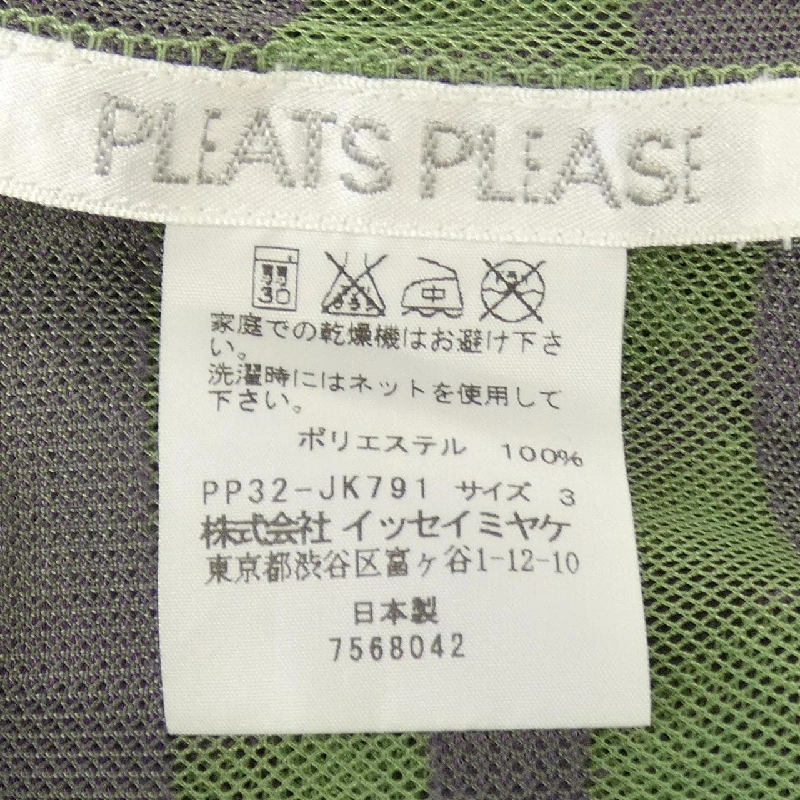 PLEATS PLEASE
30
中
家庭での乾燥機はお避け下さ
い。
洗濯時にはネットを使用して
下さい。
ポリエステル 100%
PP32-JK791 サイズ 3
株式会社 イッセイミヤケ
東京都渋谷区富ヶ谷1-12-10
日本製
7568042